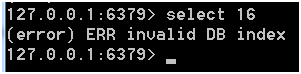 127.0.0.1:6379> select 16
(error) ERR invalid DB index
127.0.0.1:6379> _